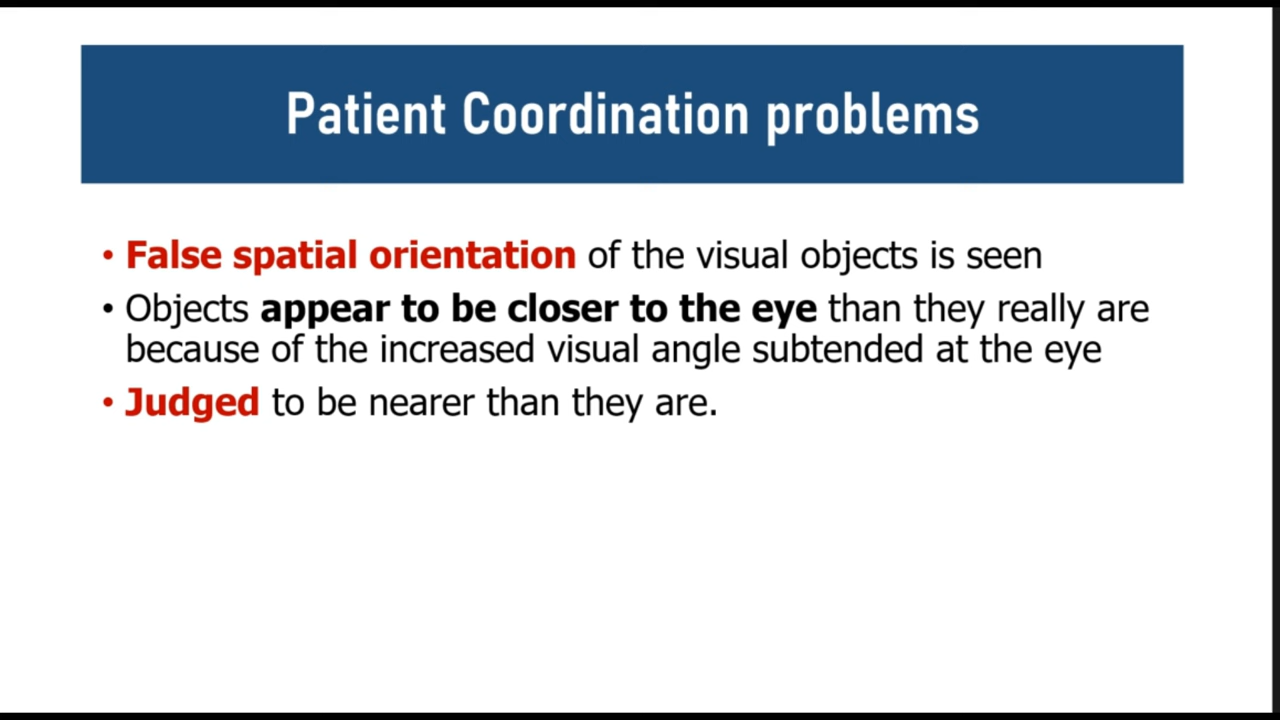 Patient Coordination problems
• False spatial orientation of the visual objects is seen
• Objects appear to be closer to the eye than they really are
because of the increased visual angle subtended at the eye
• Judged to be nearer than they are.